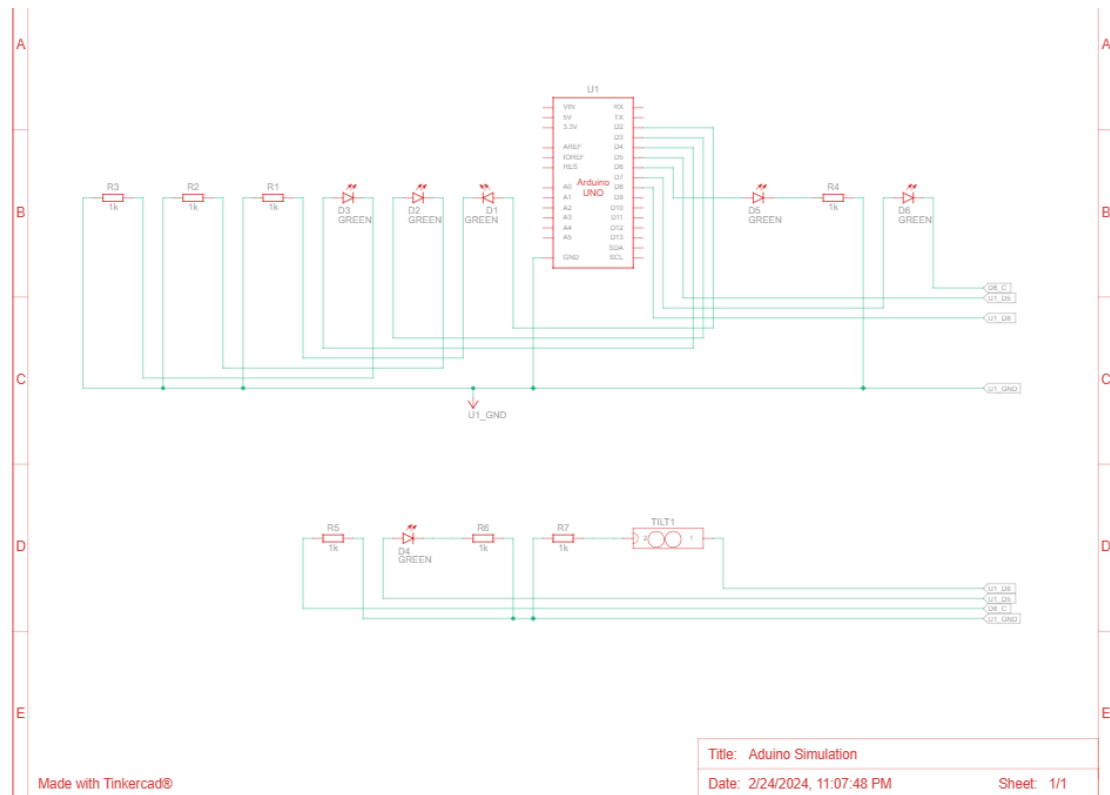 A
A
U1
VIN
RX
5V
TX
3.3V
D2
D3
AREF
D4
IOREF
D5
RES
D6
D7
Arduino
UNO
A0
D8
A1
D9
A2
D10
A3
D11
A4
D12
A5
D13
SDA
GND
SCL
B
B
R3
1k
R2
1k
R1
1k
D3
GREEN
D2
GREEN
D1
GREEN
D5
GREEN
R4
1k
D6
GREEN
D6_C
U1_D5
U1_D8
C
C
U1_GND
U1_GND
D
D
R5
1k
D4
GREEN
R6
1k
R7
1k
TILT1
2
1
U1_D8
U1_D5
D6_C
U1_GND
E
E
Title: Aduino Simulation
Made with Tinkercad®
Date: 2/24/2024, 11:07:48 PM
Sheet: 1/1